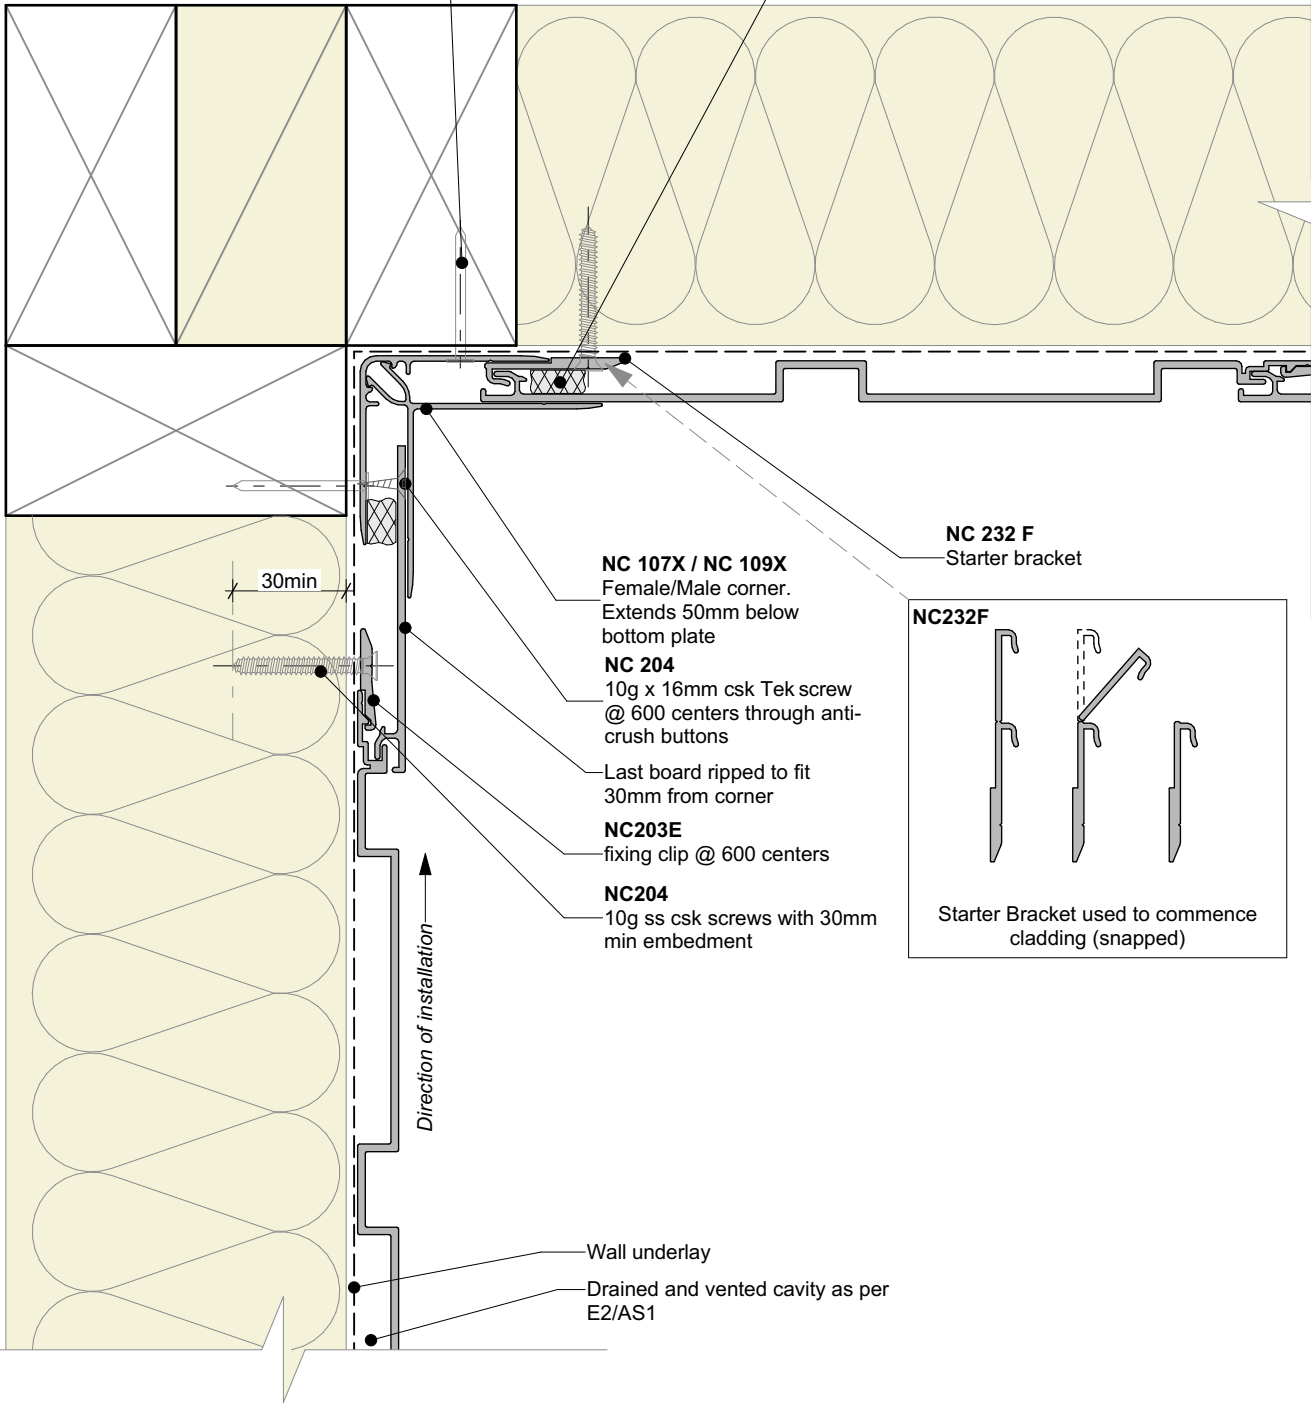 NC 232 F
Starter bracket
NC 107X / NC 109X
Female/Male corner.
Extends 50mm below
bottom plate
30min
NC232F
NC 204
10g x 16mm csk Tek screw
@ 600 centers through anti-
crush buttons
Last board ripped to fit
30mm from corner
NC203E
fixing clip @ 600 centers
NC204
10g ss csk screws with 30mm
min embedment
Starter Bracket used to commence
cladding (snapped)
Direction of installation
Wall underlay
Drained and vented cavity as per
E2/AS1